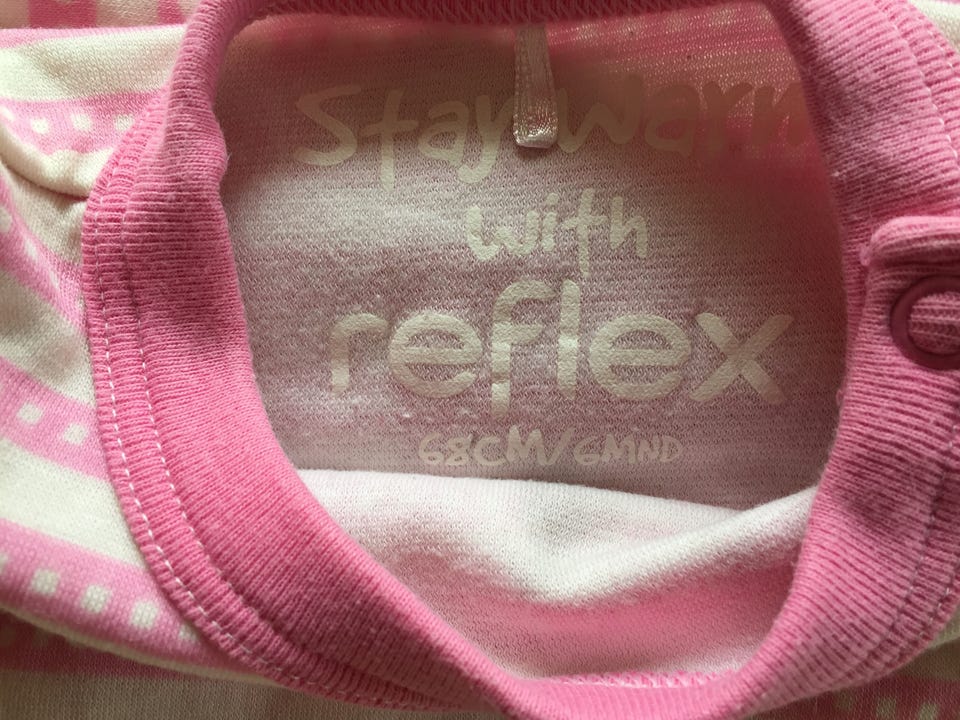 Stay warm
with
reflex
68CM/6MND